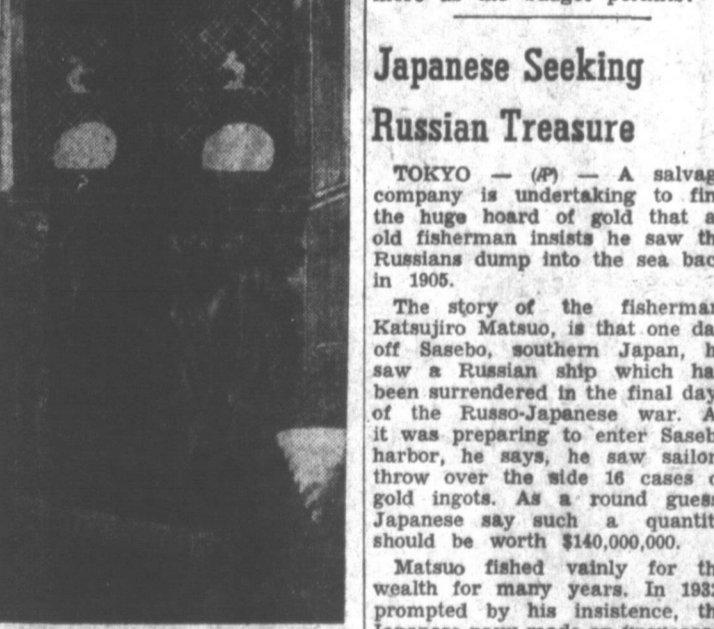 Japanese Seeking
Russian Treasure
TOKYO — (AP) — A salvag
company is undertaking to fin
the huge hoard of gold that a
old fisherman insists he saw th
Russians dump into the sea bac
in 1905.
The story of the fisherman
Katsujiro Matsuo, is that one da
off Sasebo, southern Japan, h
saw a Russian ship which ha
been surrendered in the final day
of the Russo-Japanese war. A
it was preparing to enter Saseb
harbor, he says, he saw sailor
throw over the side 16 cases o
gold ingots. As a round gues
Japanese say such a quantit
should be worth $140,000,000.
Matsuo fished vainly for th
wealth for many years. In 1932
prompted by his insistence, th